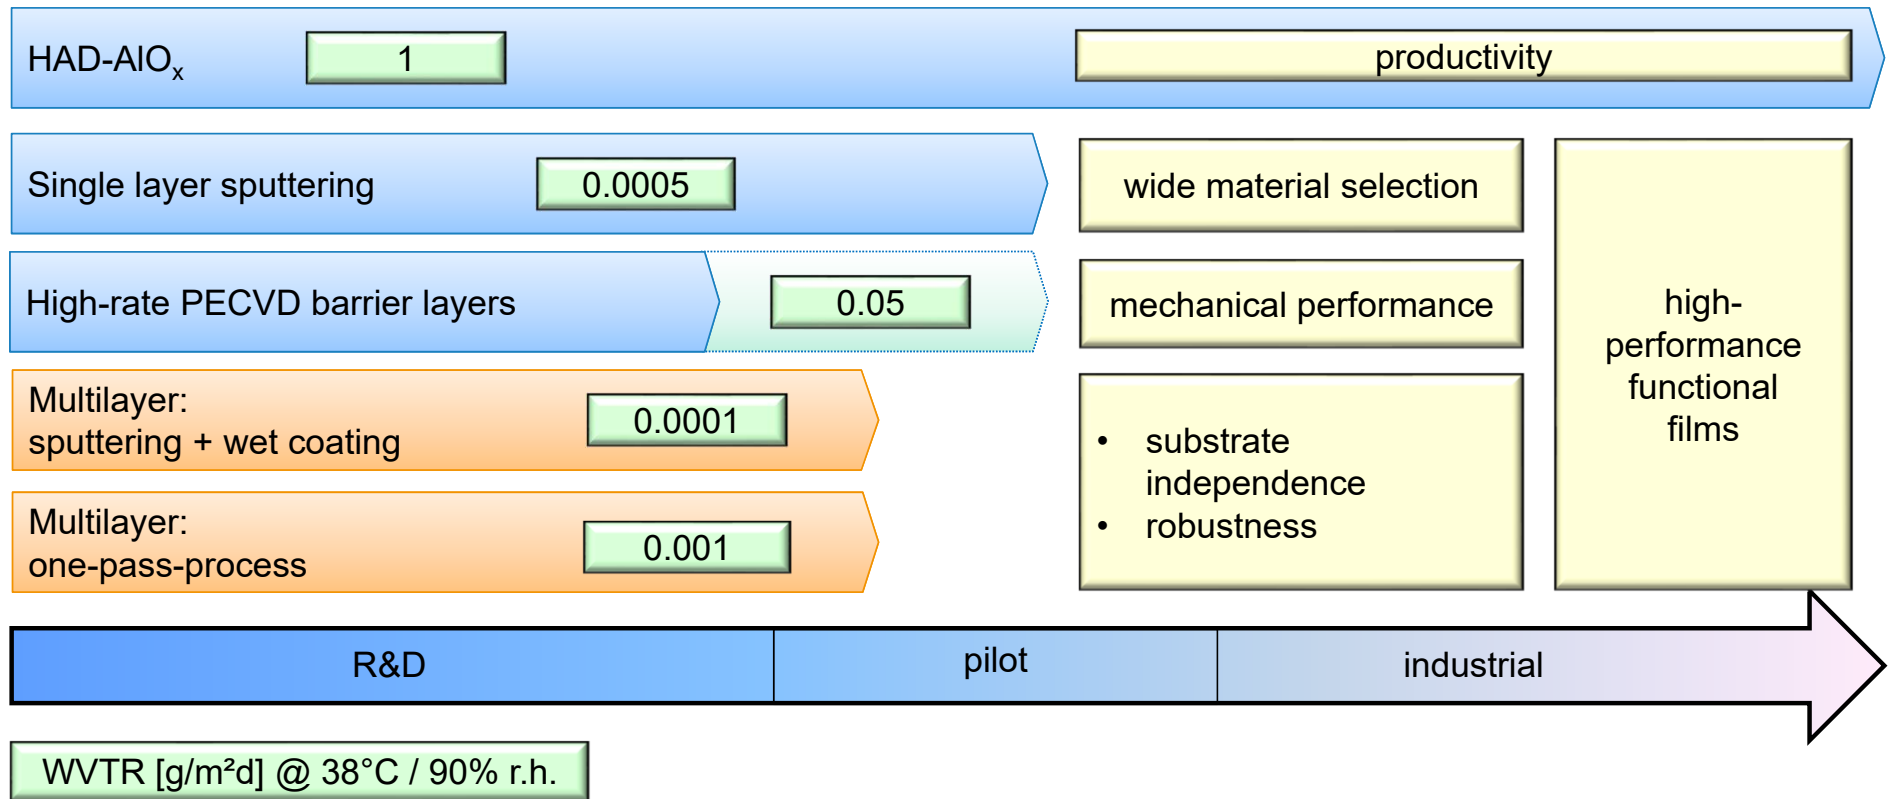 HAD-AlOₓ
1
productivity
Single layer sputtering
0.0005
wide material selection
High-rate PECVD barrier layers
0.05
mechanical performance
high-
performance
functional
films
Multilayer:
sputtering + wet coating
0.0001
• substrate
independence
• robustness
Multilayer:
one-pass-process
0.001
R&D
pilot
industrial
WVTR [g/m²d] @ 38°C / 90% r.h.